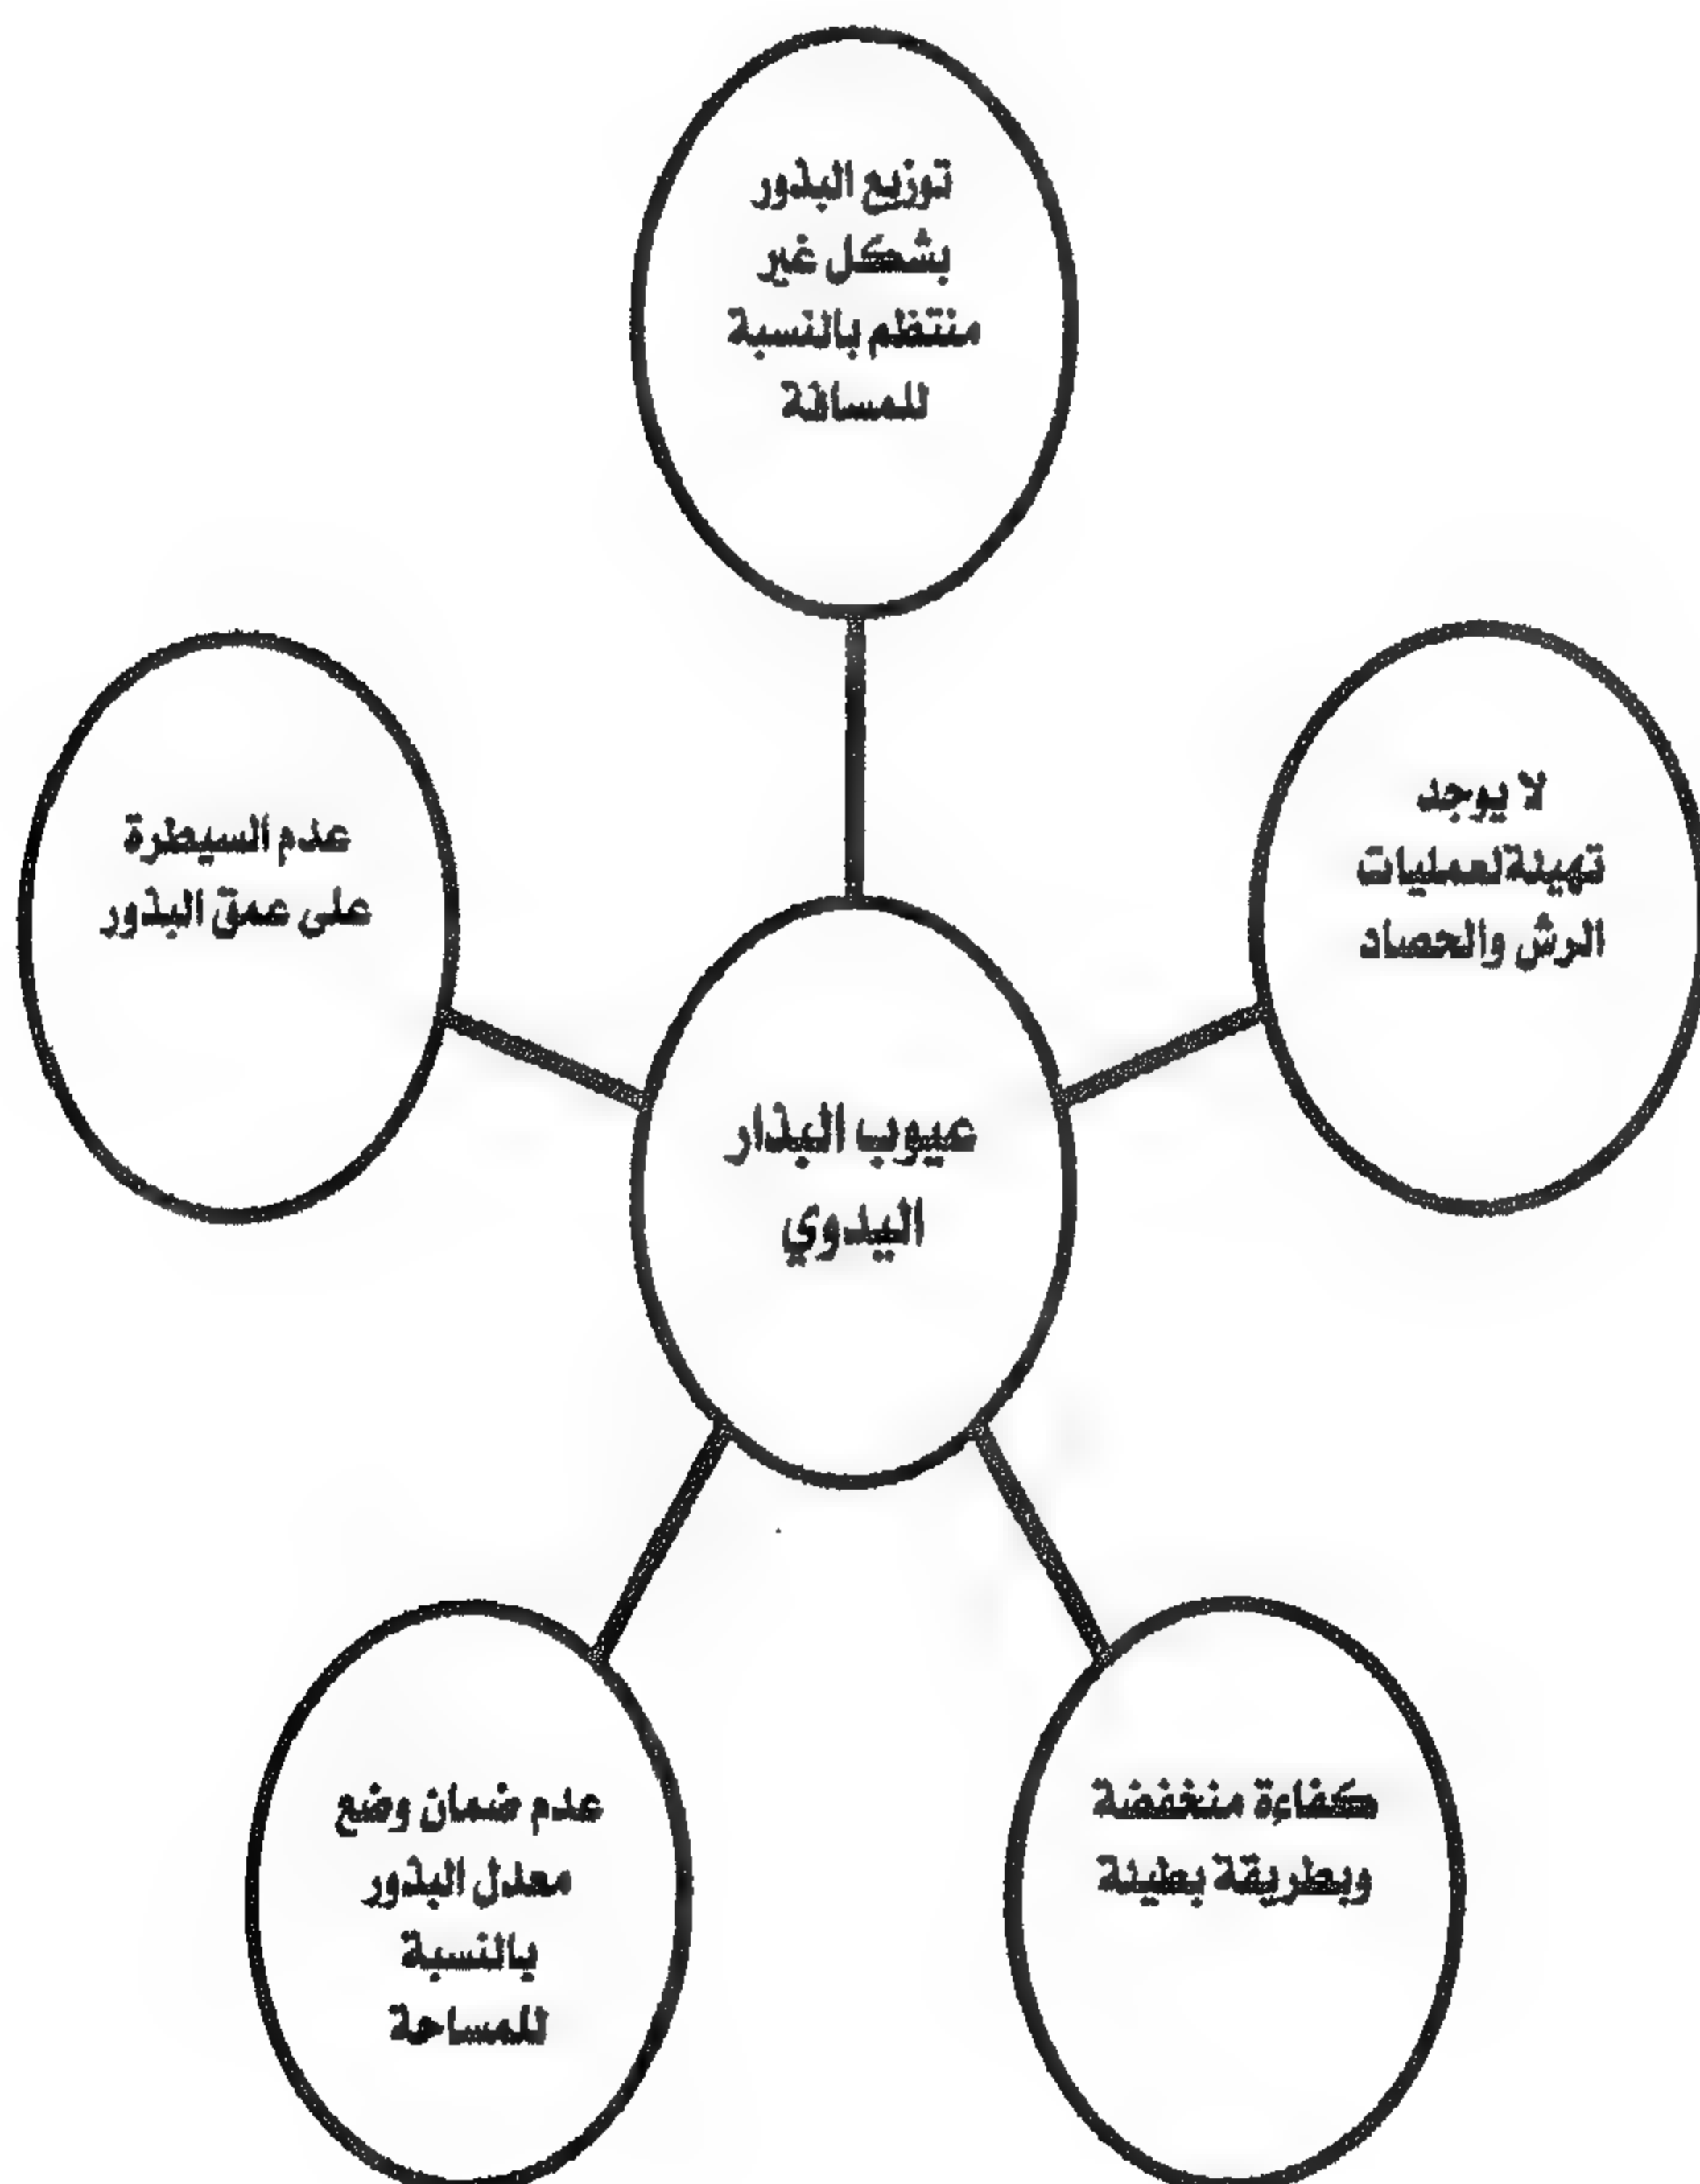 توزيع البذور
بشكل غير
منتظم بالنسبة
للمسافة
لا يوجد
تهيئة لعمليات
الرش والحصاد
عدم السيطرة
على عمق البذور
عيوب البذار
اليدوي
كفاءة منخفضة
وبطريقة بطيئة
عدم ضمان وضع
معدل البذور
بالنسبة
للمساحة